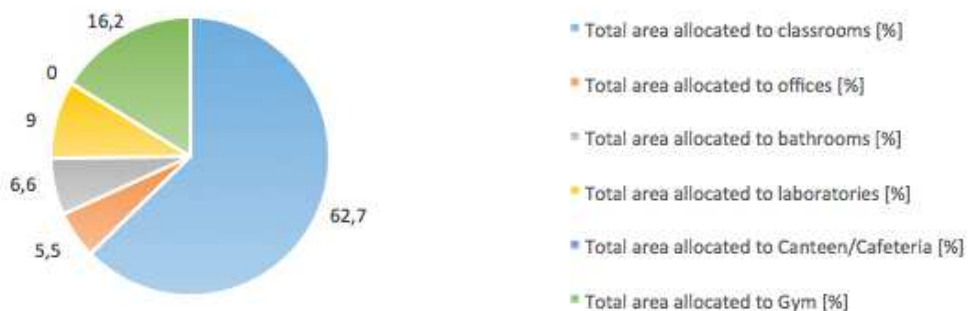 16,2
0
9
6,6
5,5
62,7
Total area allocated to classrooms [%]
Total area allocated to offices [%]
Total area allocated to bathrooms [%]
Total area allocated to laboratories [%]
Total area allocated to Canteen/Cafeteria [%]
Total area allocated to Gym [%]